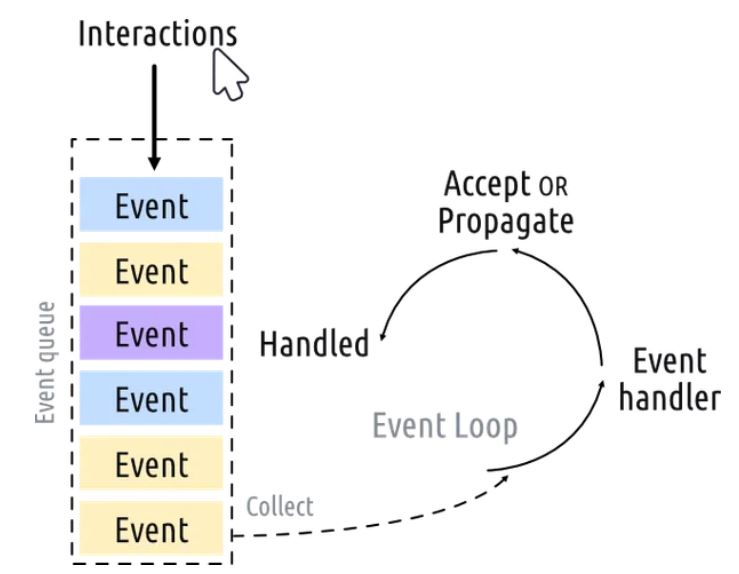 Interactions
Event
Event
Event
Event
Event
Event
Event queue
Collect
Event Loop
Event
handler
Accept OR
Propagate
Handled